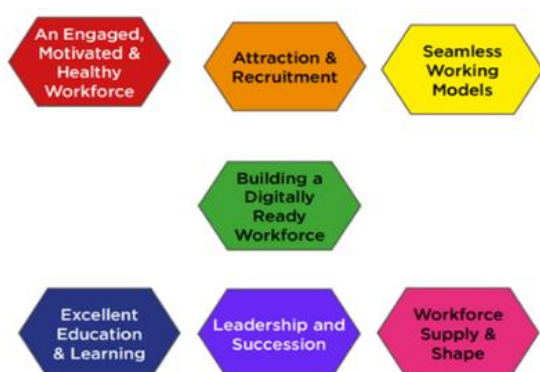 An Engaged,
Motivated &
Healthy
Workforce
Attraction &
Recruitment
Seamless
Working
Models
Building a
Digitally
Ready
Workforce
Excellent
Education
& Learning
Leadership and
Succession
Workforce
Supply &
Shape